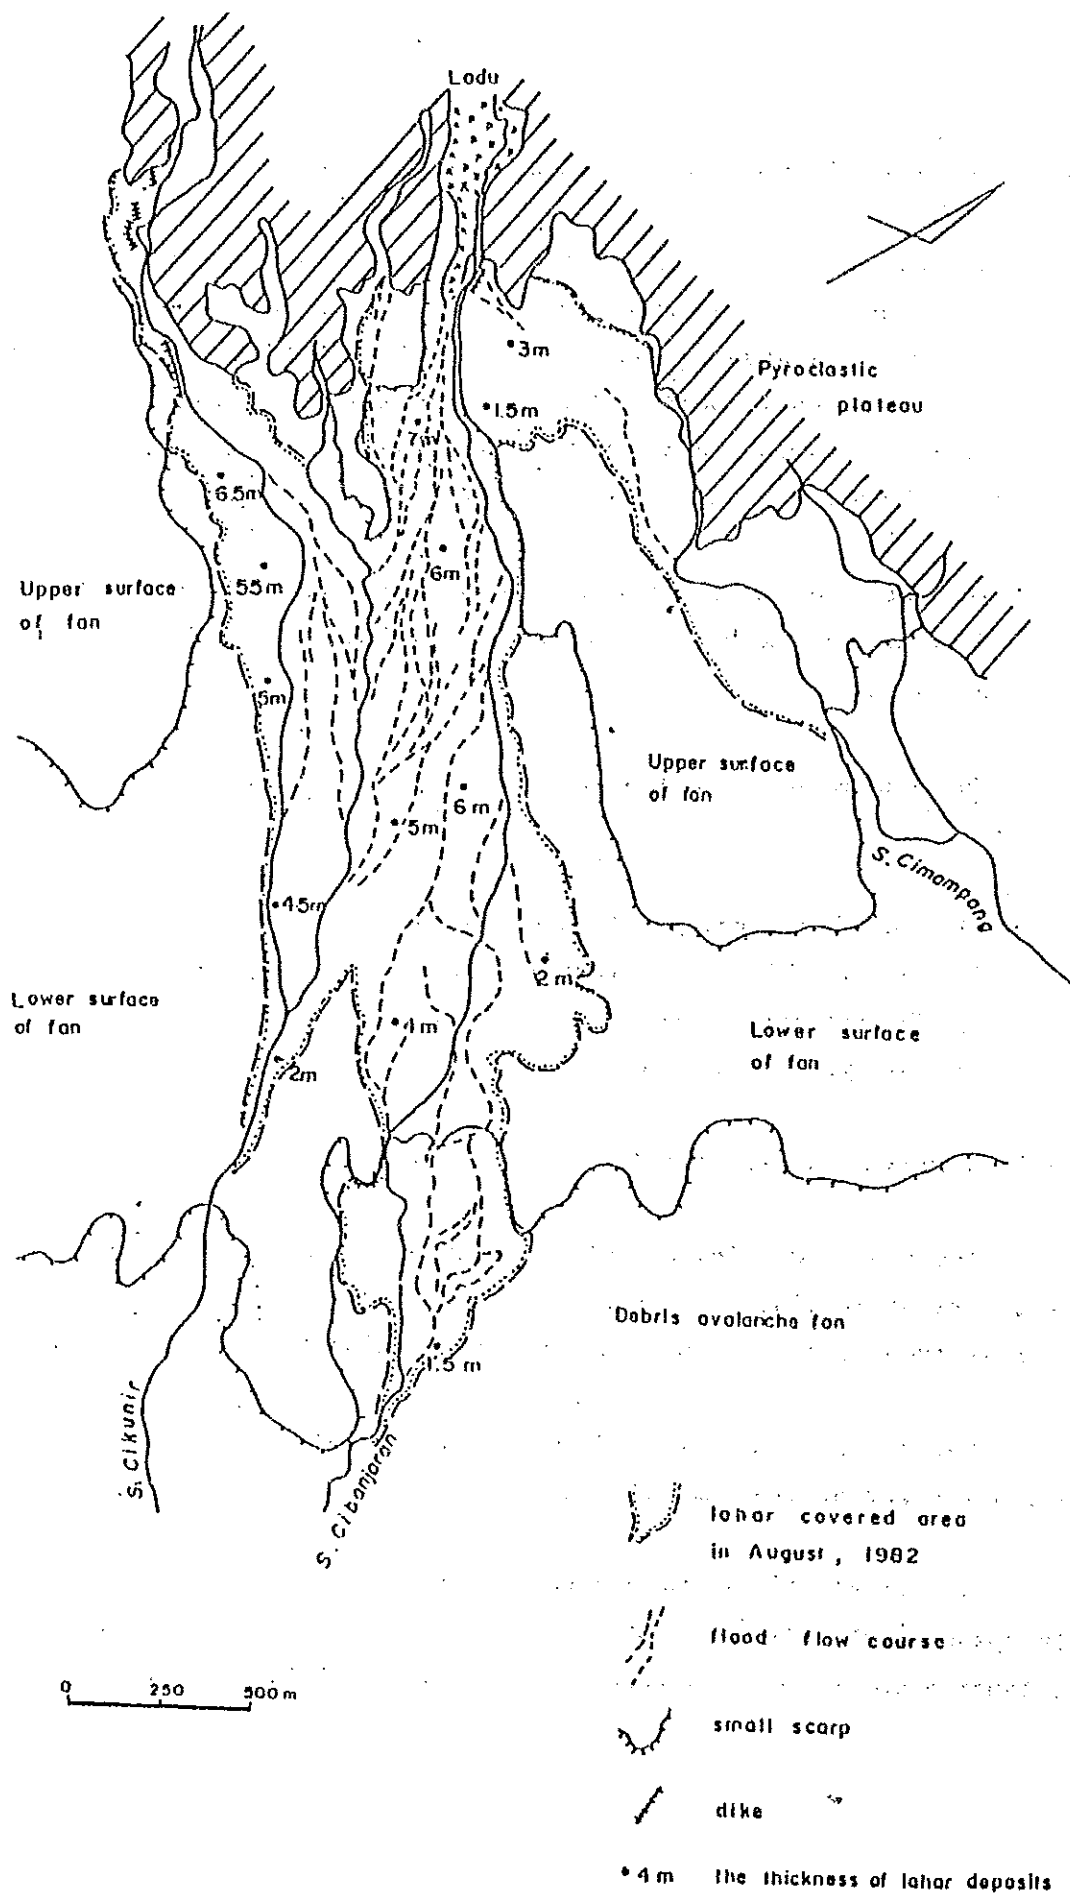 Lodu
3m
Pyroclastic
plateau
1.5m
7m
6.5m
6m
55m
Upper surface
of fan
5m
Upper surface
of fan
6m
5m
S. Cimampang
4.5m
2m
Lower surface
of fan
4m
Lower surface
of fan
2m
Debris avalanche fan
1.5 m
S. Cikunir
S. Cibanjaran
lahar covered area
in August, 1982
flood flow course
0 250 500m
small scarp
dike
4 m the thickness of lahar deposits